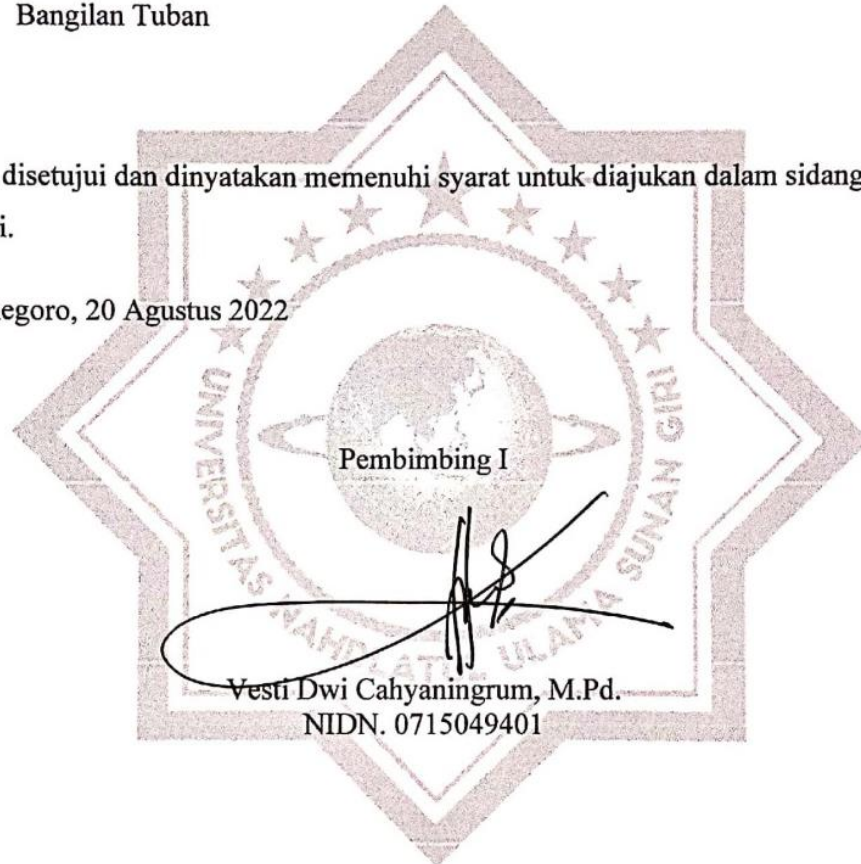 Bangilan Tuban
disetujui dan dinyatakan memenuhi syarat untuk diajukan dalam sidang
i.
egoro, 20 Agustus 2022
UNIVERSITAS NAHDLATUL ULAMA SUNAN GIRI
Pembimbing I
Vesti Dwi Cahyaningrum, M.Pd.
NIDN. 0715049401